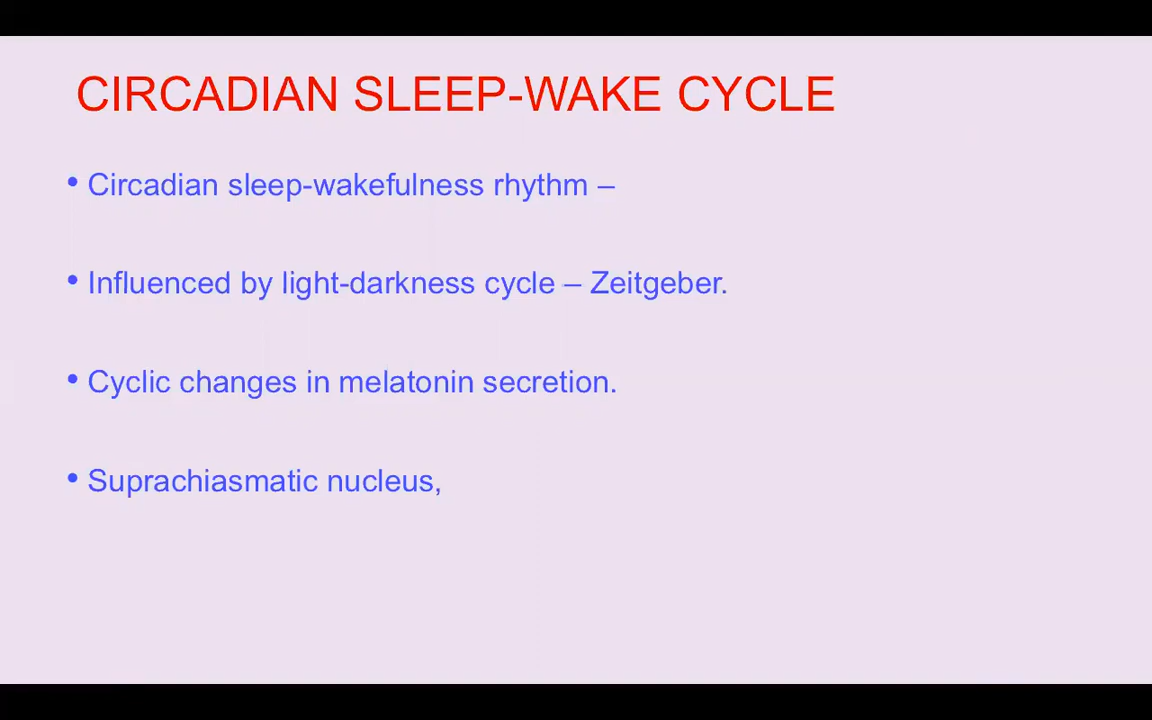 CIRCADIAN SLEEP-WAKE CYCLE
• Circadian sleep-wakefulness rhythm –
• Influenced by light-darkness cycle – Zeitgeber.
• Cyclic changes in melatonin secretion.
• Suprachiasmatic nucleus,